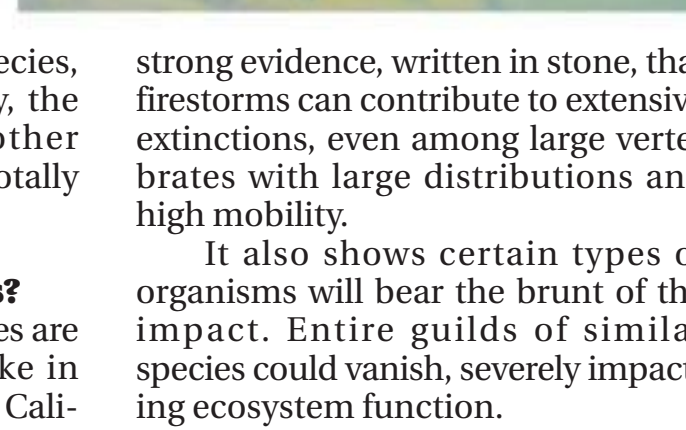 ecies,
y, the
other
otally
s?
es are
ke in
Cali-
strong evidence, written in stone, tha
firestorms can contribute to extensiv
extinctions, even among large verte
brates with large distributions an
high mobility.
It also shows certain types o
organisms will bear the brunt of th
impact. Entire guilds of simila
species could vanish, severely impact
ing ecosystem function.